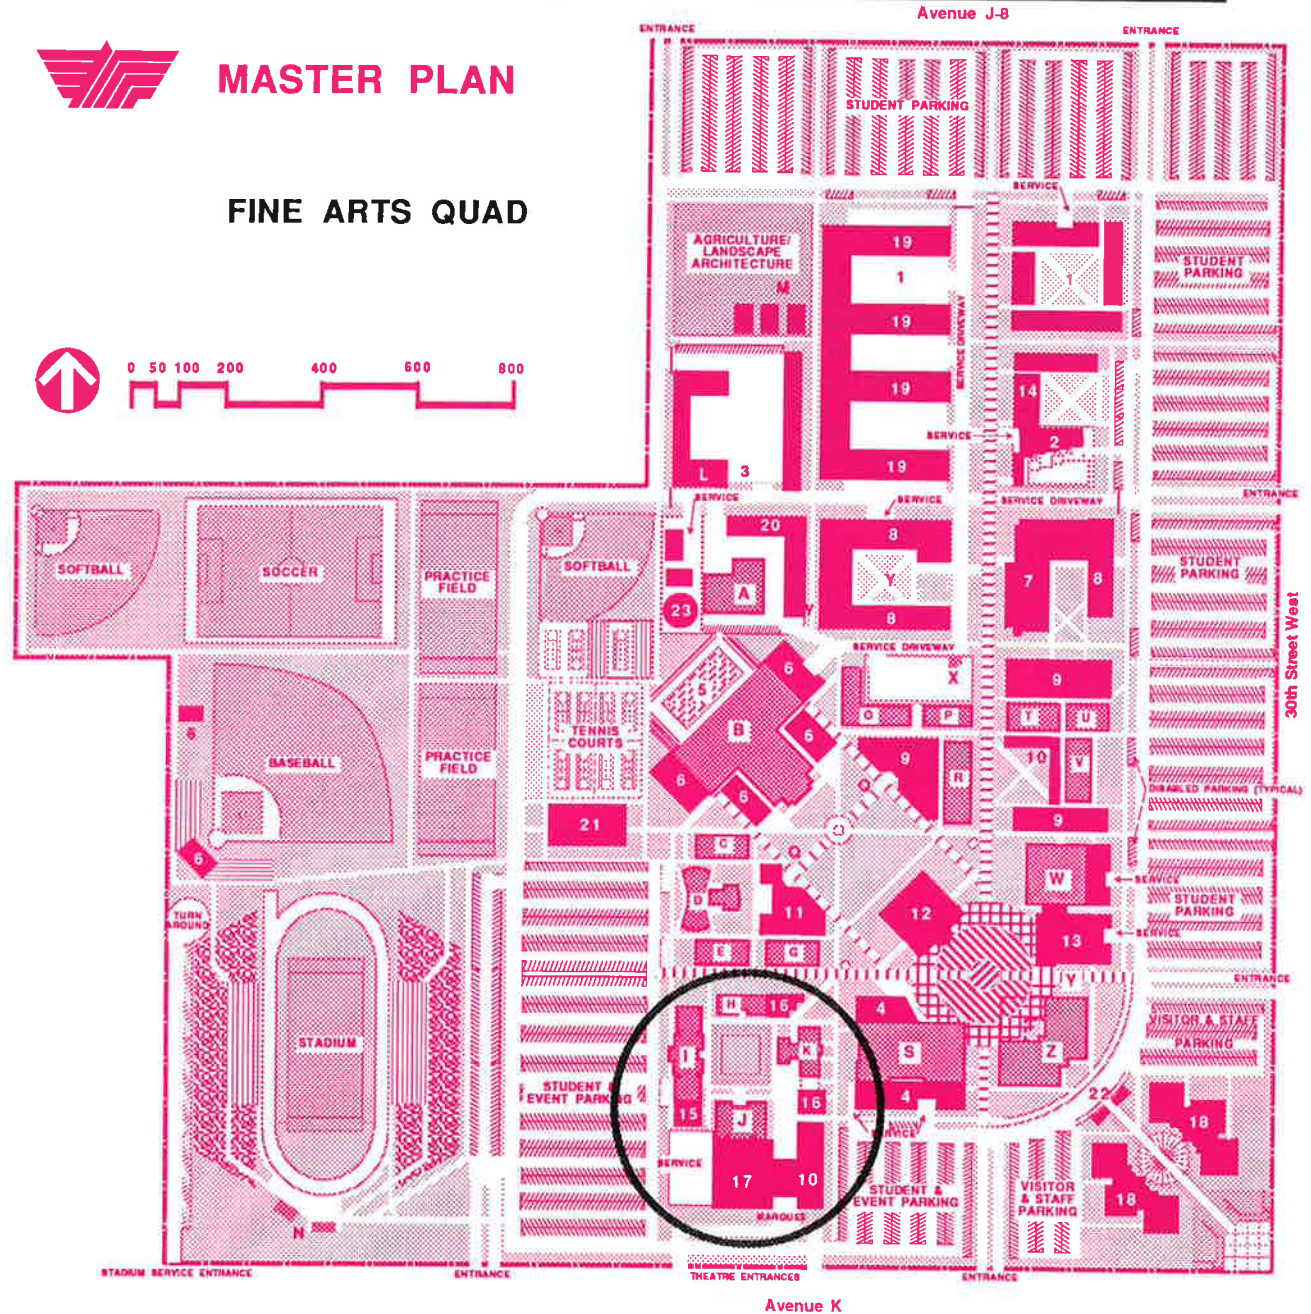 Avenue J-8
ENTRANCE
ENTRANCE
MASTER PLAN
STUDENT PARKING
FINE ARTS QUAD
SERVICE
AGRICULTURE/
LANDSCAPE
ARCHITECTURE
M
19
1
1
STUDENT
PARKING
19
SERVICE DRIVEWAY
0 50 100 200 400 600 800
19
14
SERVICE
2
L
3
19
SERVICE
SERVICE
SERVICE DRIVEWAY
ENTRANCE
20
8
SOFTBALL
SOCCER
PRACTICE
FIELD
SOFTBALL
A
Y
7
8
STUDENT
PARKING
23
Y
8
30th Street West
SERVICE DRIVEWAY
6
X
9
5
O
P
T
U
6
BASEBALL
PRACTICE
FIELD
TENNIS
COURTS
B
6
9
R
10
V
6
6
Q
DISABLED PARKING (TYPICAL)
21
9
C
Q
6
W
SERVICE
D
11
12
STUDENT
PARKING
TURN
AROUND
13
SERVICE
E
G
ENTRANCE
Y
H
16
4
VISITOR & STAFF
PARKING
STADIUM
I
K
S
Z
STUDENT &
EVENT PARKING
15
J
16
4
22
18
SERVICE
SERVICE
17
10
STUDENT &
EVENT PARKING
VISITOR
& STAFF
PARKING
18
MARQUEE
N
STADIUM SERVICE ENTRANCE
ENTRANCE
THEATRE ENTRANCES
ENTRANCE
Avenue K